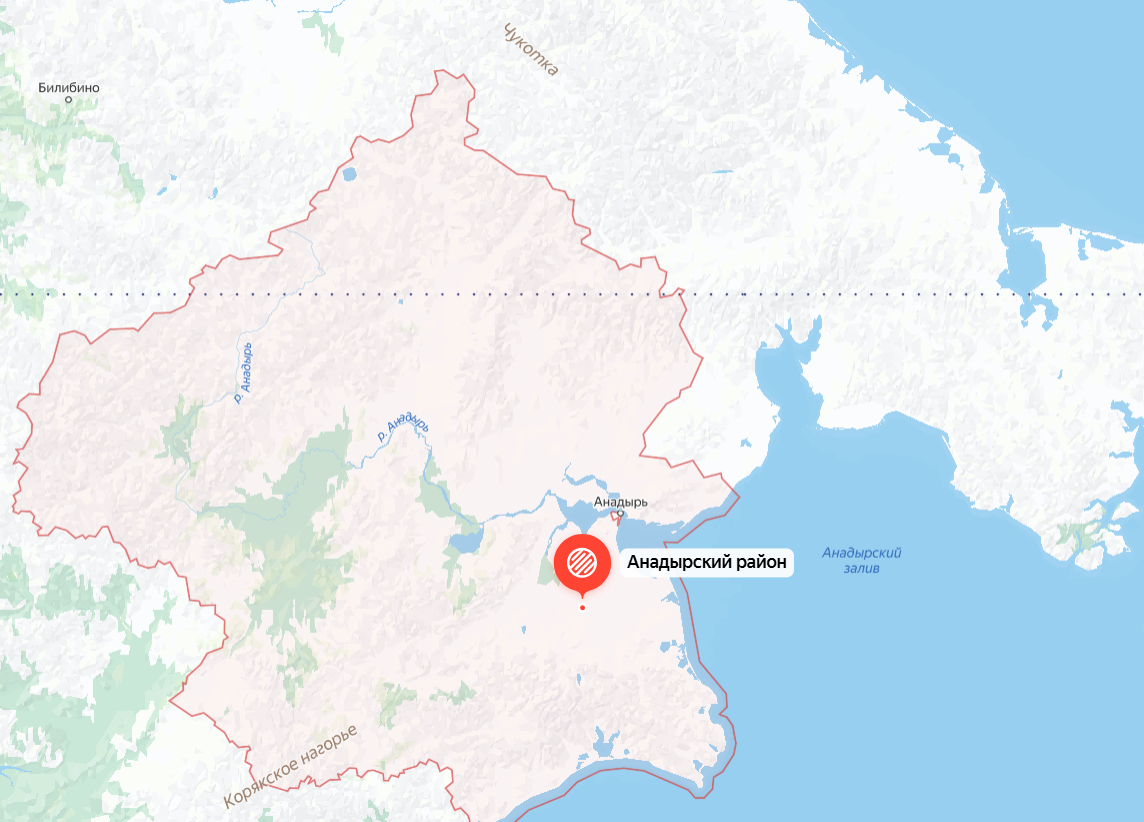 Чукотка
Билибино
р. Анадырь
р. Анадырь
Анадырь
Анадырский
залив
Анадырский район
Корякское нагорье